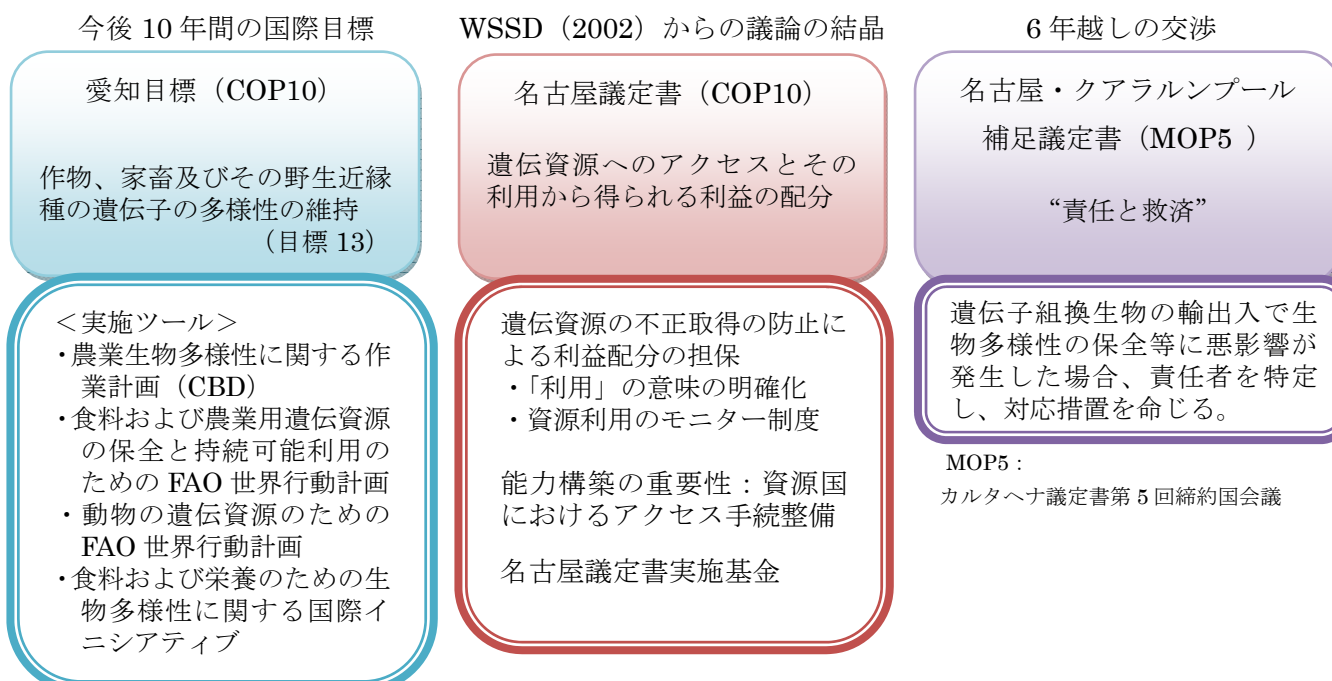 今後 10 年間の国際目標
愛知目標（COP10）
作物、家畜及びその野生近縁
種の遺伝子の多様性の維持
（目標 13）
＜実施ツール＞
・農業生物多様性に関する作
業計画（CBD）
・食料および農業用遺伝資源
の保全と持続可能利用の
ための FAO 世界行動計画
・動物の遺伝資源のための
FAO 世界行動計画
・食料および栄養のための生
物多様性に関する国際イ
ニシアティブ
WSSD（2002）からの議論の結晶
名古屋議定書（COP10）
遺伝資源へのアクセスとその
利用から得られる利益の配分
遺伝資源の不正取得の防止に
よる利益配分の担保
・「利用」の意味の明確化
・資源利用のモニター制度
能力構築の重要性：資源国
におけるアクセス手続整備
名古屋議定書実施基金
6 年越しの交渉
名古屋・クアラルンプール
補足議定書（MOP5 ）
“責任と救済”
遺伝子組換生物の輸出入で生
物多様性の保全等に悪影響が
発生した場合、責任者を特定
し、対応措置を命じる。
MOP5：
カルタヘナ議定書第 5 回締約国会議